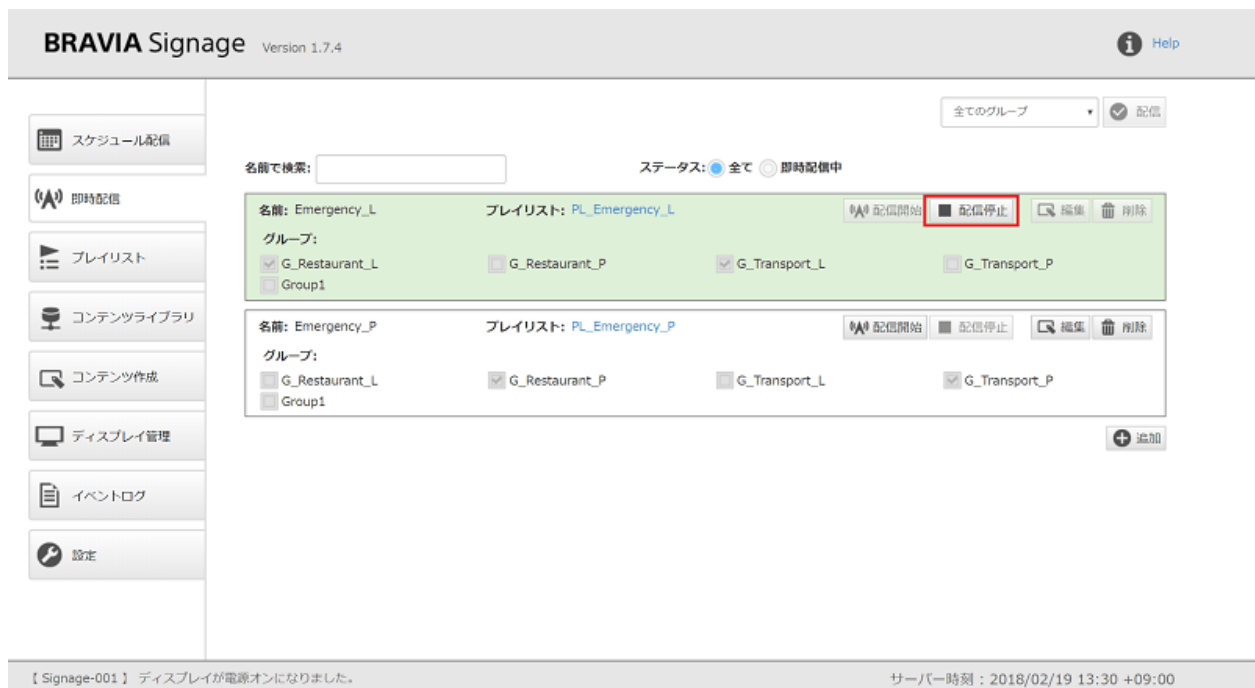 BRAVIA Signage Version 1.7.4
Help
全てのグループ
配信
スケジュール配信
即時配信
プレイリスト
コンテンツライブラリ
コンテンツ作成
ディスプレイ管理
イベントログ
設定
名前で検索:
ステータス: 全て 即時配信中
名前: Emergency_L プレイリスト: PL_Emergency_L 配信開始 配信停止 編集 削除
グループ:
G_Restaurant_L G_Restaurant_P G_Transport_L G_Transport_P
Group1
名前: Emergency_P プレイリスト: PL_Emergency_P 配信開始 配信停止 編集 削除
グループ:
G_Restaurant_L G_Restaurant_P G_Transport_L G_Transport_P
Group1
追加
【 Signage-001 】 ディスプレイが電源オンになりました。
サーバー時刻 : 2018/02/19 13:30 +09:00